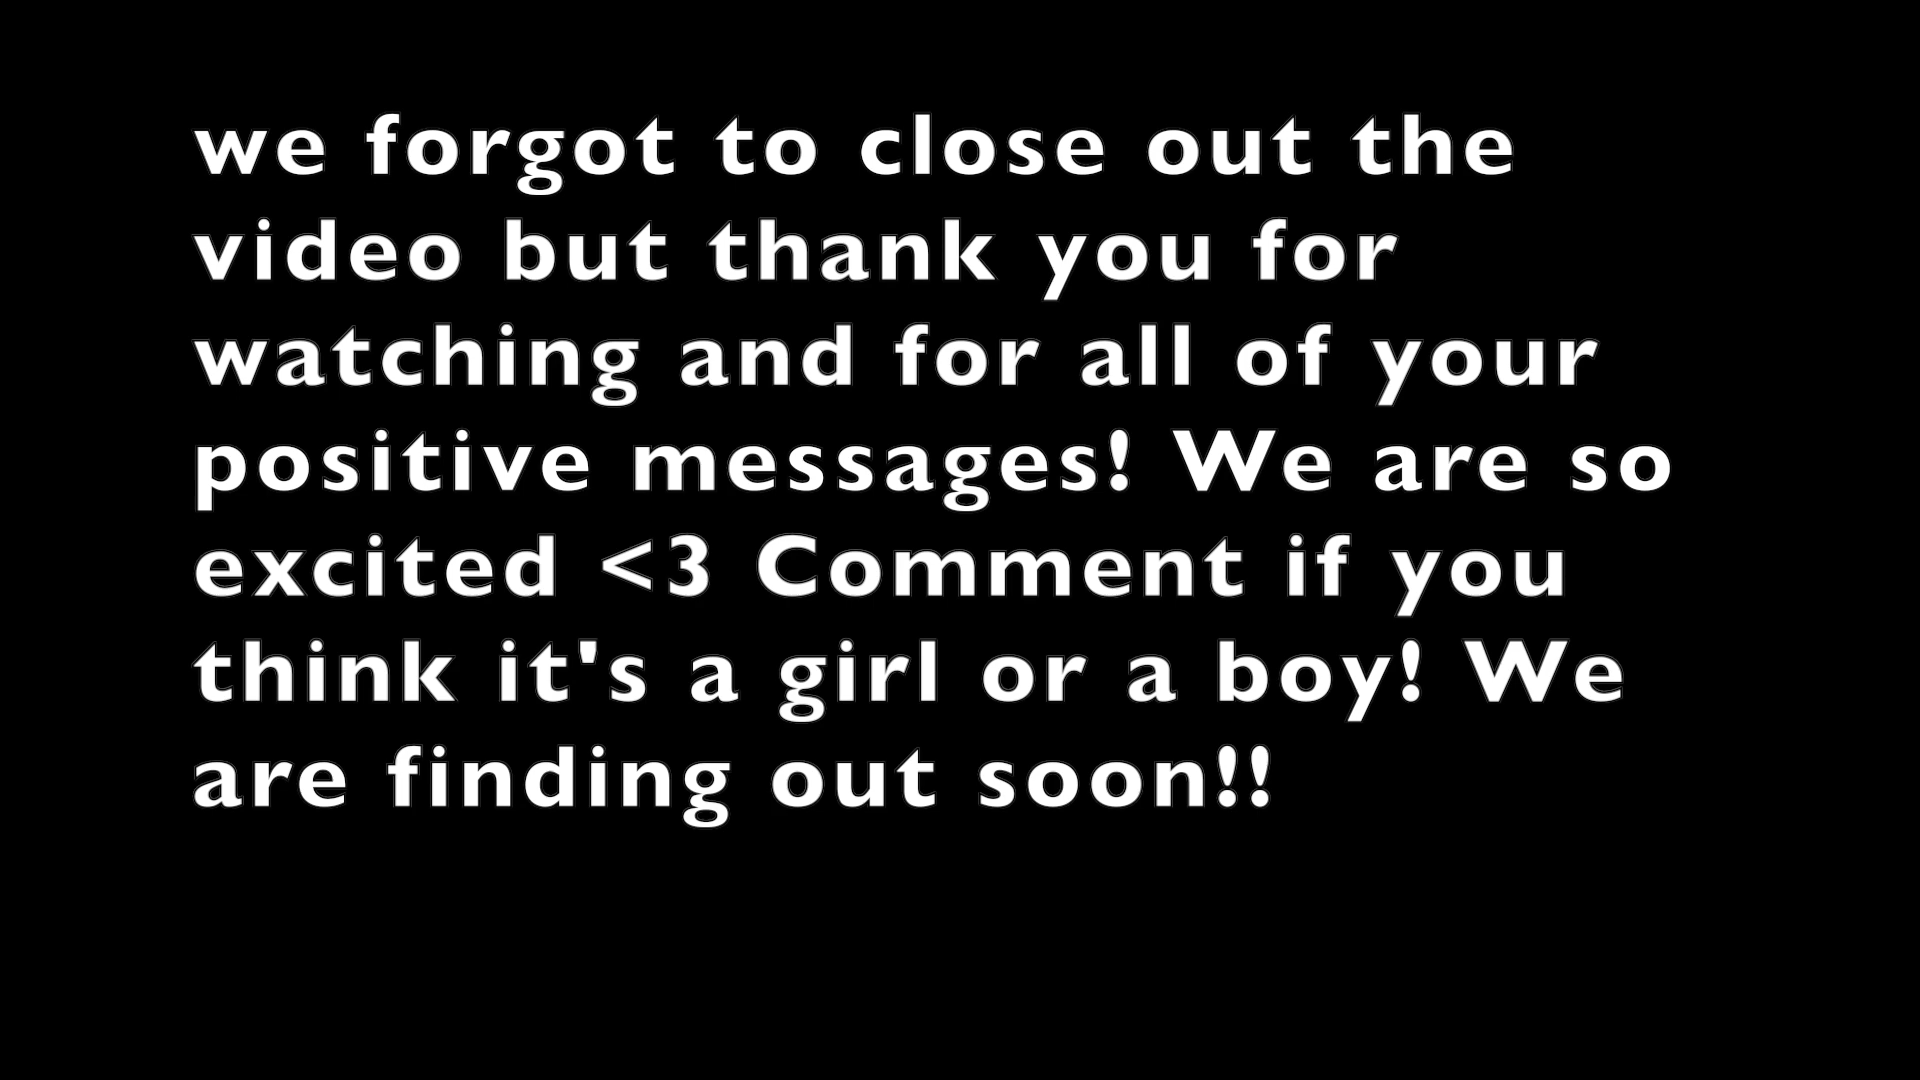 we forgot to close out the
video but thank you for
watching and for all of your
positive messages! We are so
excited <3 Comment if you
think it's a girl or a boy! We
are finding out soon!!